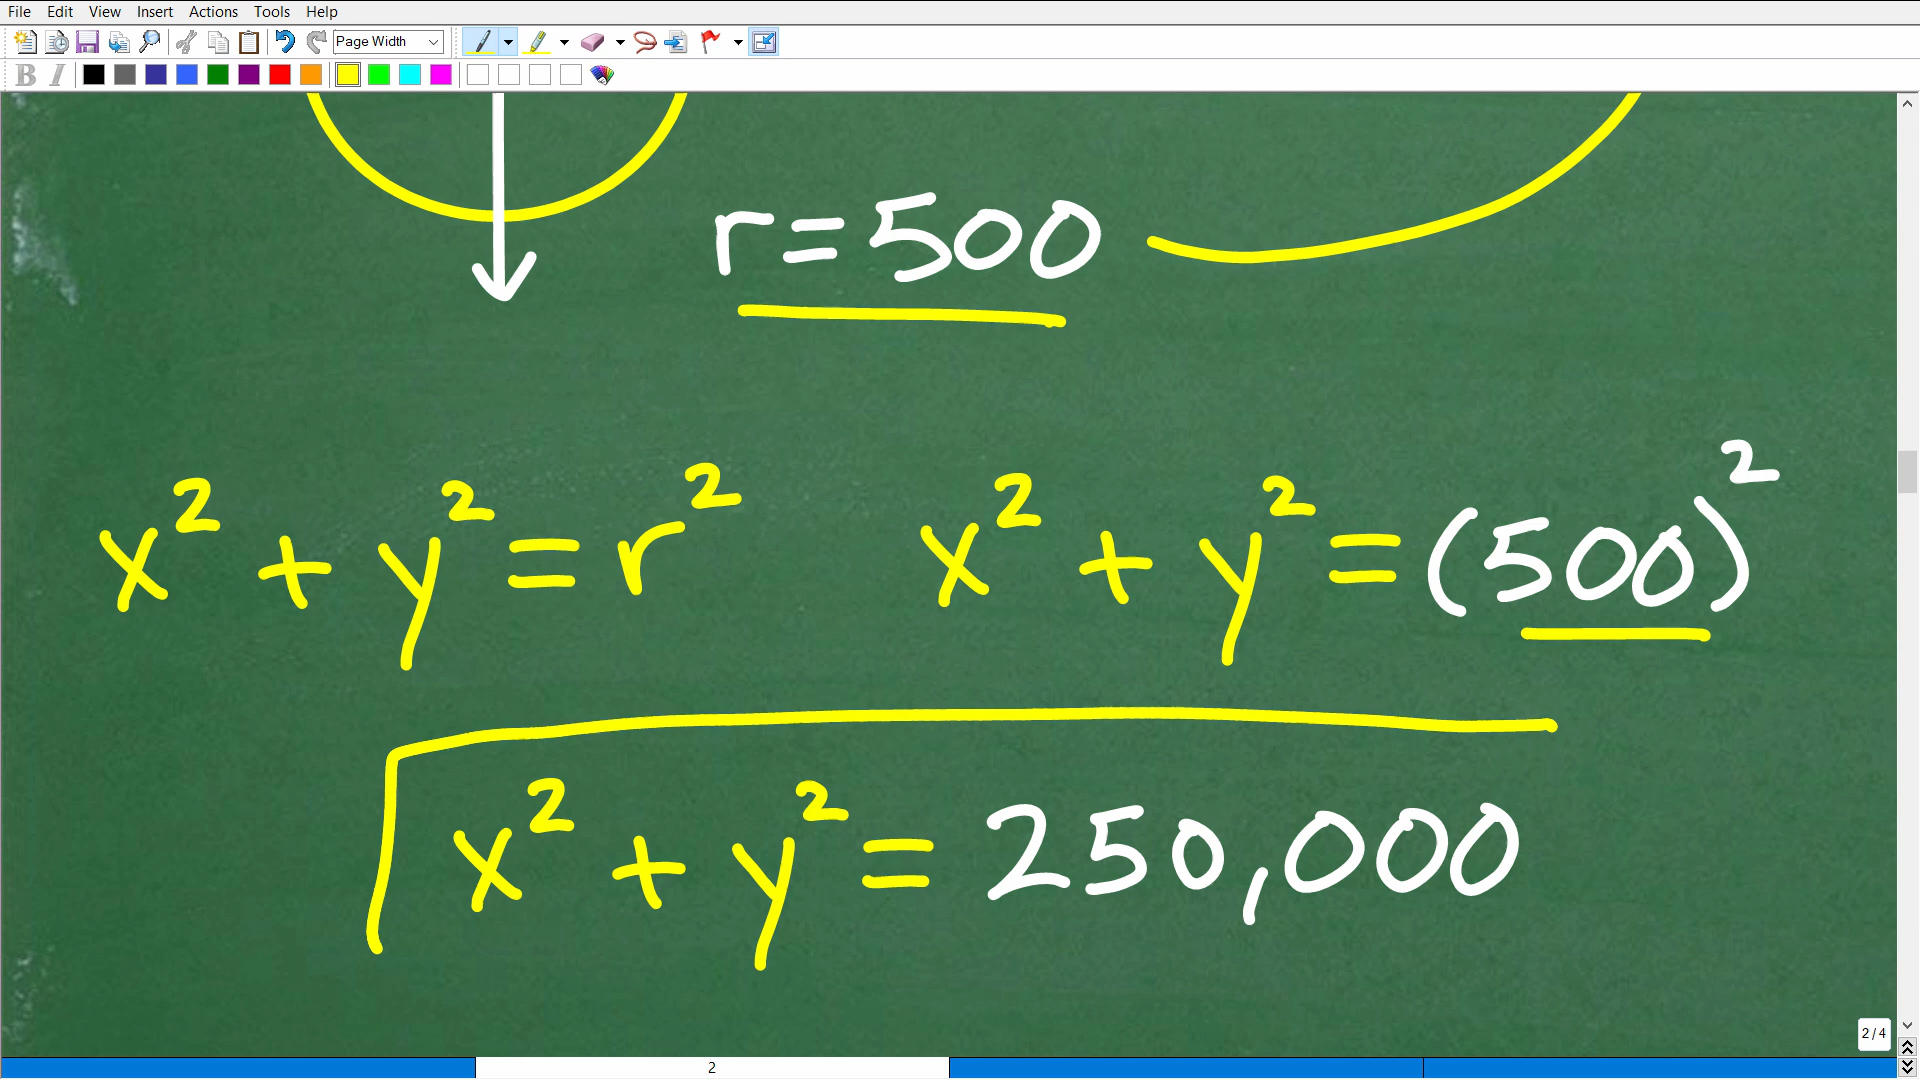 File Edit View Insert Actions Tools Help
Page Width
B I
r=500
x² + y² = r² x² + y² = (500)²
x² + y² = 250,000
2 / 4
2